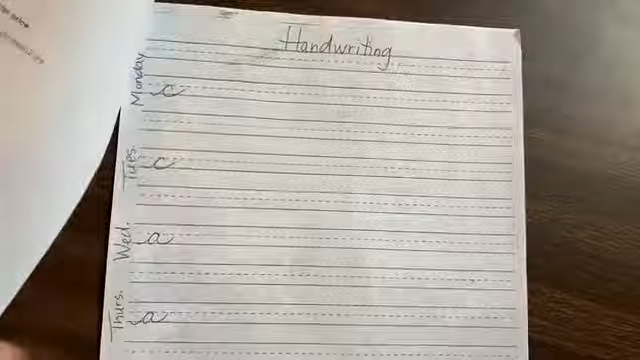 Handwriting
Monday
c
Tues.
c
Wed.
a
Thurs.
a